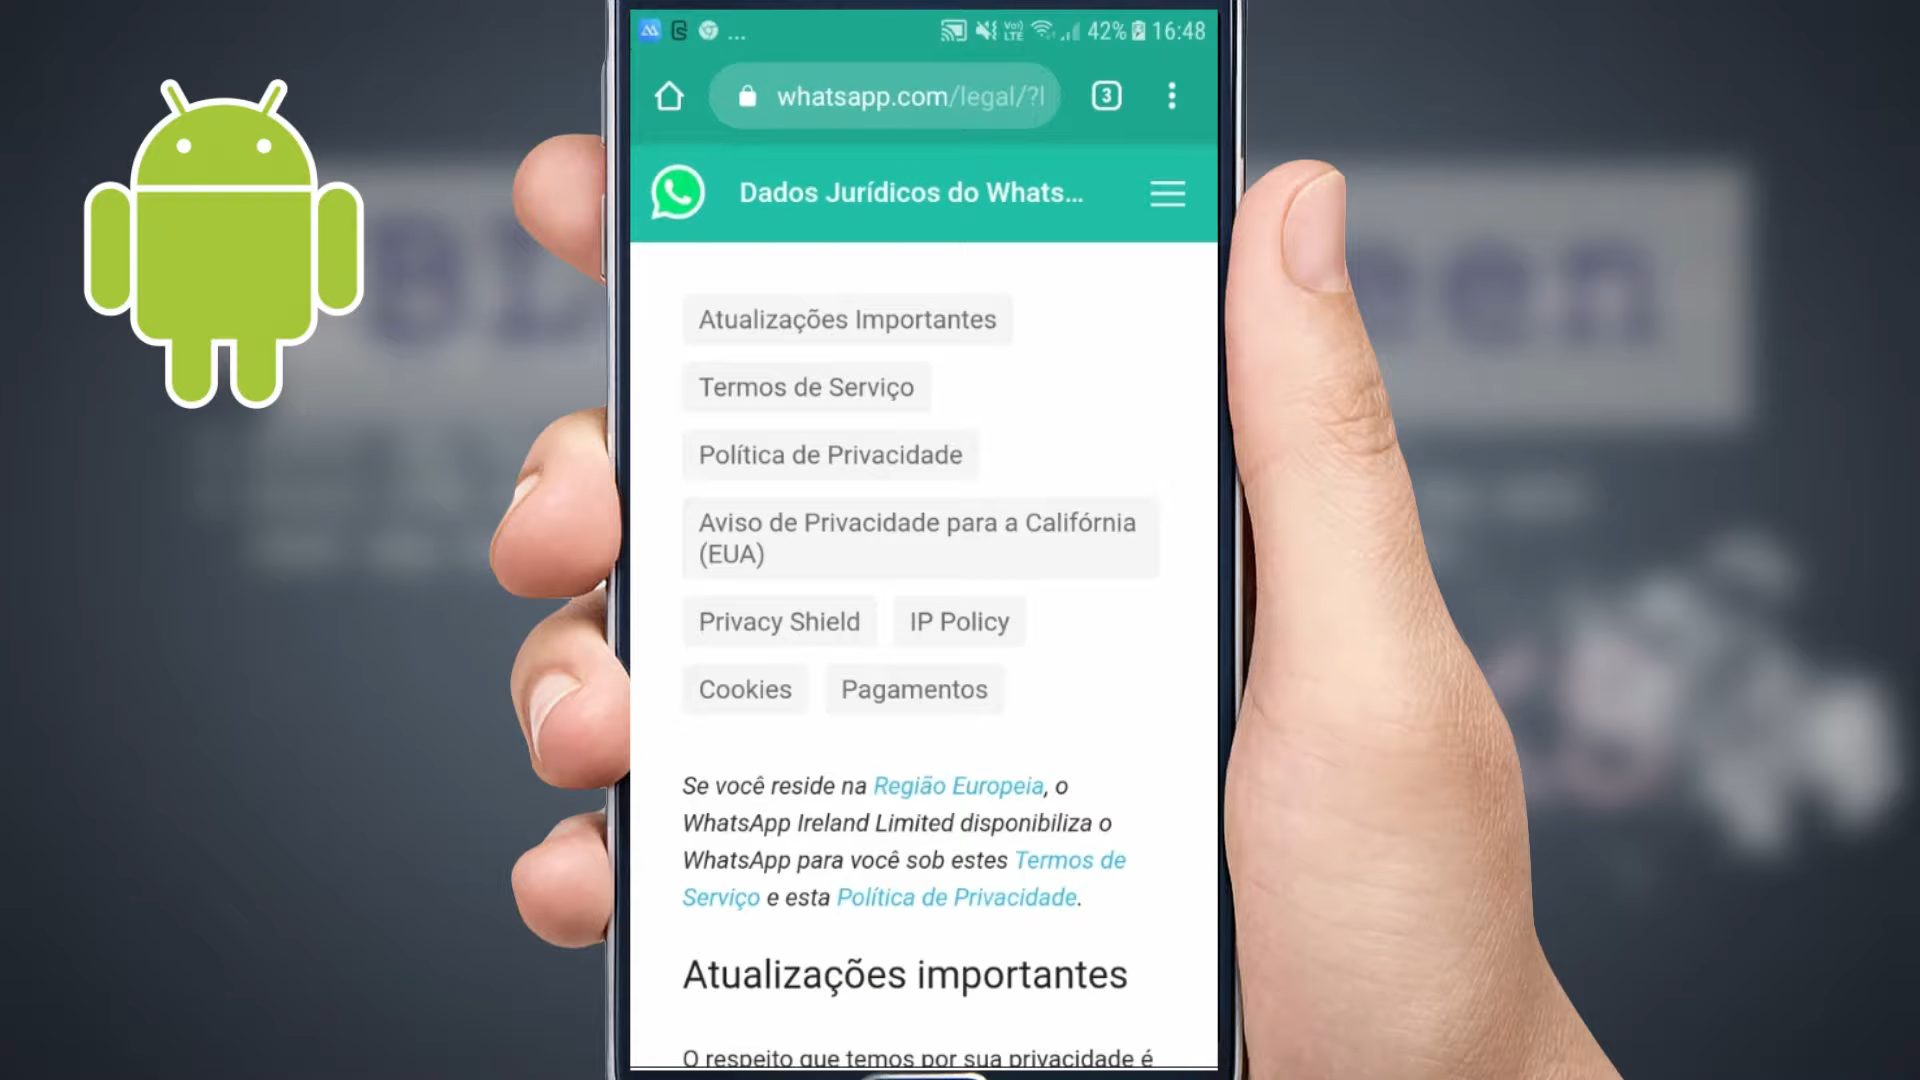 ... Vo)) LTE 42% 16:48
whatsapp.com/legal/?l 3
Dados Jurídicos do Whats...
Atualizações Importantes
Termos de Serviço
Política de Privacidade
Aviso de Privacidade para a Califórnia
(EUA)
Privacy Shield IP Policy
Cookies Pagamentos
Se você reside na Região Europeia, o
WhatsApp Ireland Limited disponibiliza o
WhatsApp para você sob estes Termos de
Serviço e esta Política de Privacidade.
Atualizações importantes
O respeito que temos por sua privacidade é